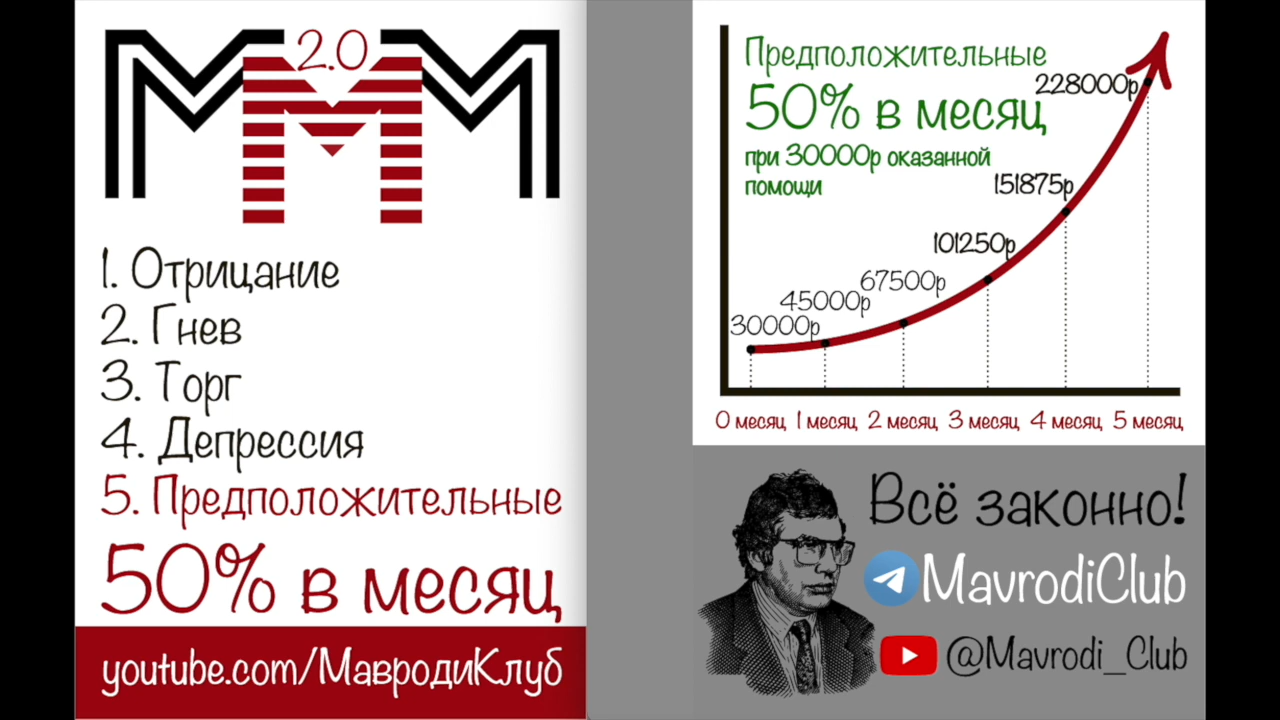 МММ
2.0
1. Отрицание
2. Гнев
3. Торг
4. Депрессия
5. Предположительные
50% в месяц
youtube.com/МавродиКлуб
Предположительные
50% в месяц
при 30000р оказанной
помощи
228000р
151875р
101250р
67500р
45000р
30000р
0 месяц 1 месяц 2 месяц 3 месяц 4 месяц 5 месяц
Всё законно!
MavrodiClub
@Mavrodi_Club